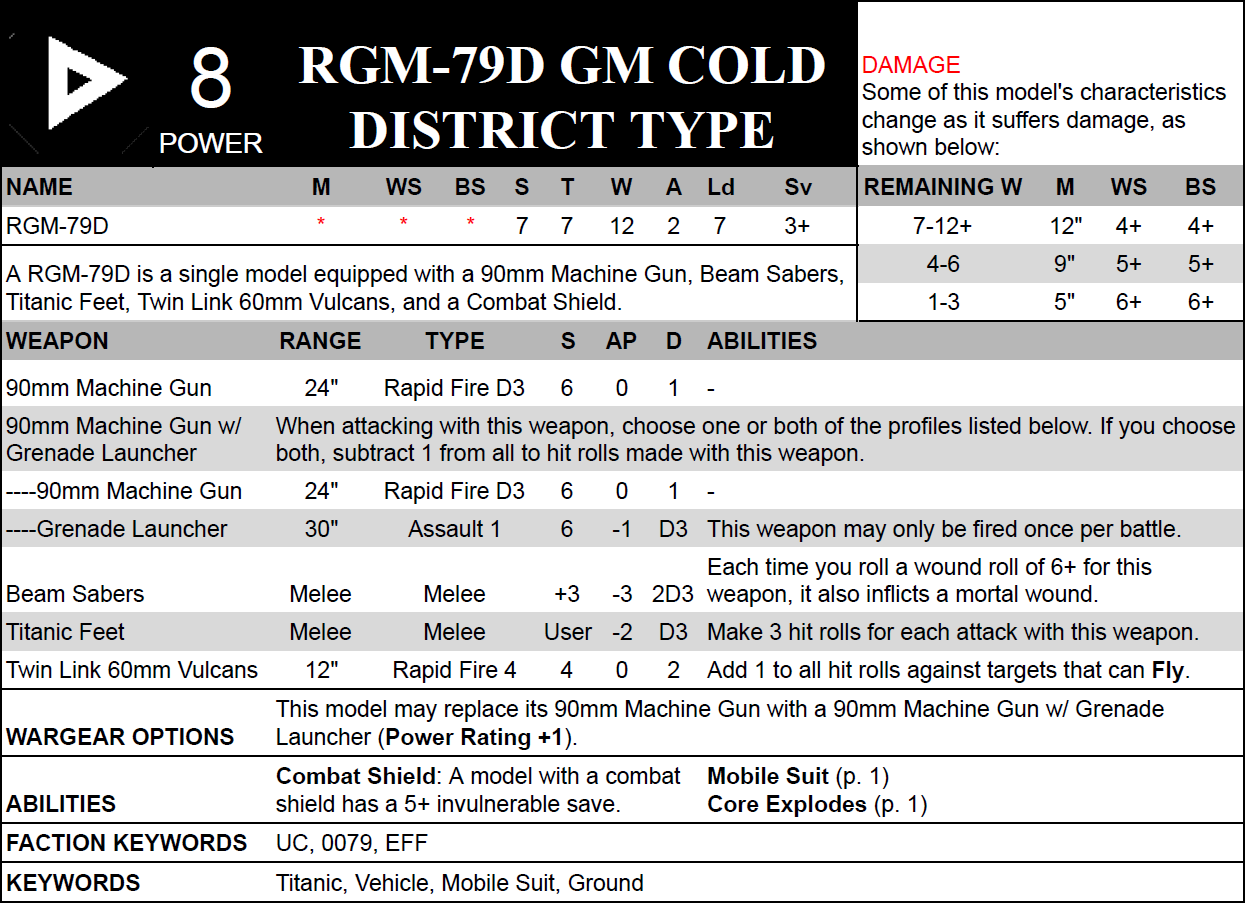 8
POWER
RGM-79D GM COLD
DISTRICT TYPE
DAMAGE
Some of this model's characteristics
change as it suffers damage, as
shown below:
NAME M WS BS S T W A Ld Sv
RGM-79D * * * 7 7 12 2 7 3+
REMAINING W M WS BS
7-12+ 12" 4+ 4+
4-6 9" 5+ 5+
1-3 5" 6+ 6+
A RGM-79D is a single model equipped with a 90mm Machine Gun, Beam Sabers,
Titanic Feet, Twin Link 60mm Vulcans, and a Combat Shield.
WEAPON RANGE TYPE S AP D ABILITIES
90mm Machine Gun 24" Rapid Fire D3 6 0 1 -
90mm Machine Gun w/
Grenade Launcher
When attacking with this weapon, choose one or both of the profiles listed below. If you choose
both, subtract 1 from all to hit rolls made with this weapon.
----90mm Machine Gun 24" Rapid Fire D3 6 0 1 -
----Grenade Launcher 30" Assault 1 6 -1 D3 This weapon may only be fired once per battle.
Beam Sabers Melee Melee +3 -3 2D3 Each time you roll a wound roll of 6+ for this
weapon, it also inflicts a mortal wound.
Titanic Feet Melee Melee User -2 D3 Make 3 hit rolls for each attack with this weapon.
Twin Link 60mm Vulcans 12" Rapid Fire 4 4 0 2 Add 1 to all hit rolls against targets that can Fly.
WARGEAR OPTIONS
This model may replace its 90mm Machine Gun with a 90mm Machine Gun w/ Grenade
Launcher (Power Rating +1).
ABILITIES
Combat Shield: A model with a combat
shield has a 5+ invulnerable save.
Mobile Suit (p. 1)
Core Explodes (p. 1)
FACTION KEYWORDS UC, 0079, EFF
KEYWORDS Titanic, Vehicle, Mobile Suit, Ground